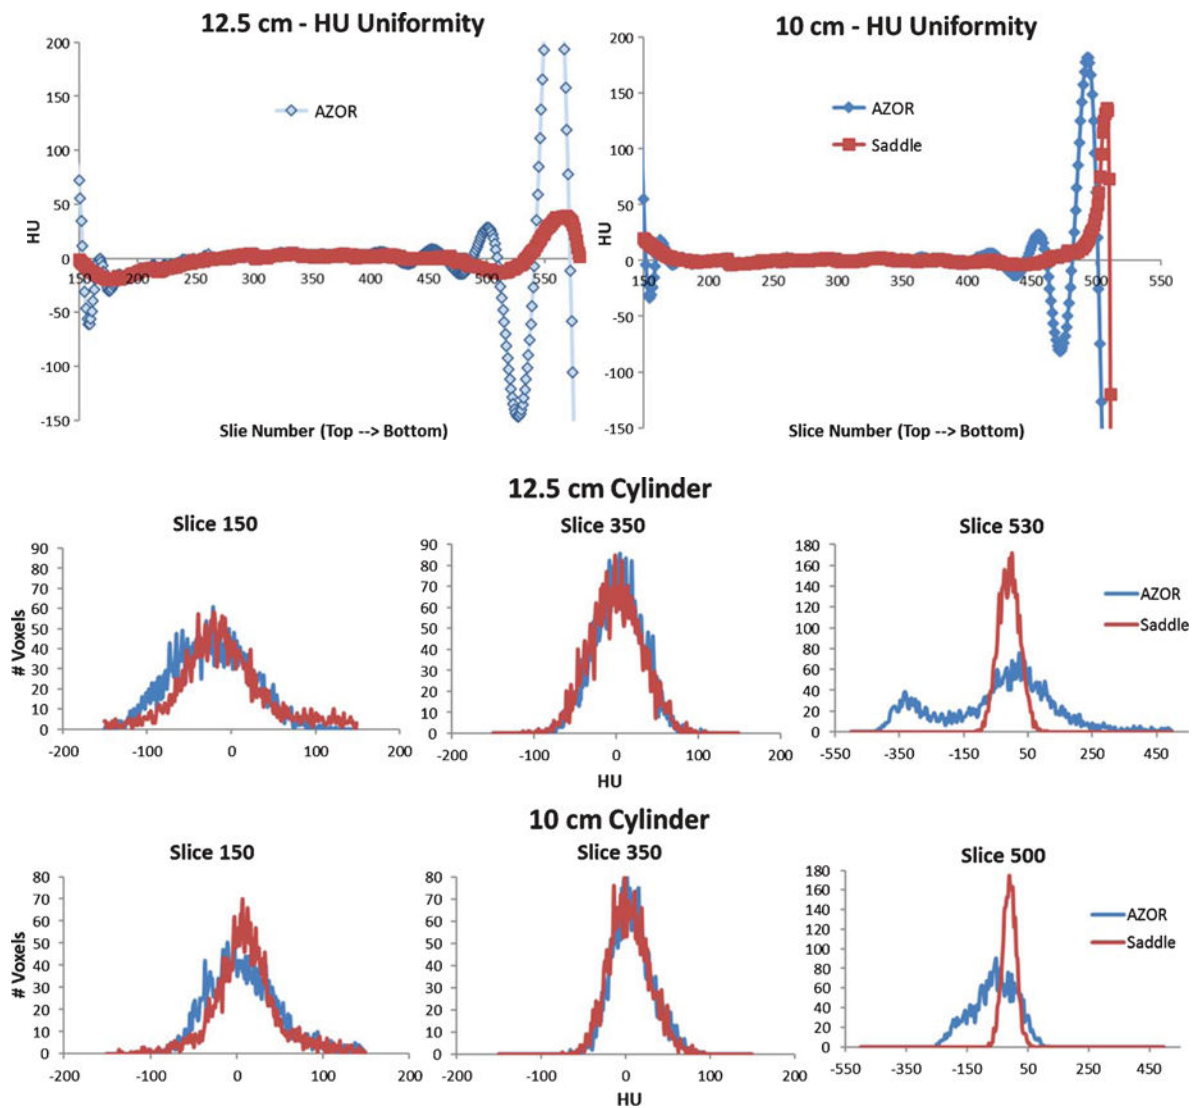 12.5 cm - HU Uniformity
200
150
100
50
0
-50
-100
-150
HU
150 200 250 300 350 400 450 500 550
AZOR
Slie Number (Top --> Bottom)
10 cm - HU Uniformity
200
150
100
50
0
-50
-100
-150
HU
150 200 250 300 350 400 450 500 550
AZOR
Saddle
Slice Number (Top --> Bottom)
12.5 cm Cylinder
Slice 150
90
80
70
60
50
40
30
20
10
0
# Voxels
-200 -100 0 100 200
Slice 350
90
80
70
60
50
40
30
20
10
0
-200 -100 0 100 200
HU
Slice 530
180
160
140
120
100
80
60
40
20
0
-550 -350 -150 50 250 450
AZOR
Saddle
10 cm Cylinder
Slice 150
80
70
60
50
40
30
20
10
0
# Voxels
-200 -100 0 100 200
Slice 350
80
70
60
50
40
30
20
10
0
-200 -100 0 100 200
HU
Slice 500
180
160
140
120
100
80
60
40
20
0
-550 -350 -150 50 250 450
AZOR
Saddle